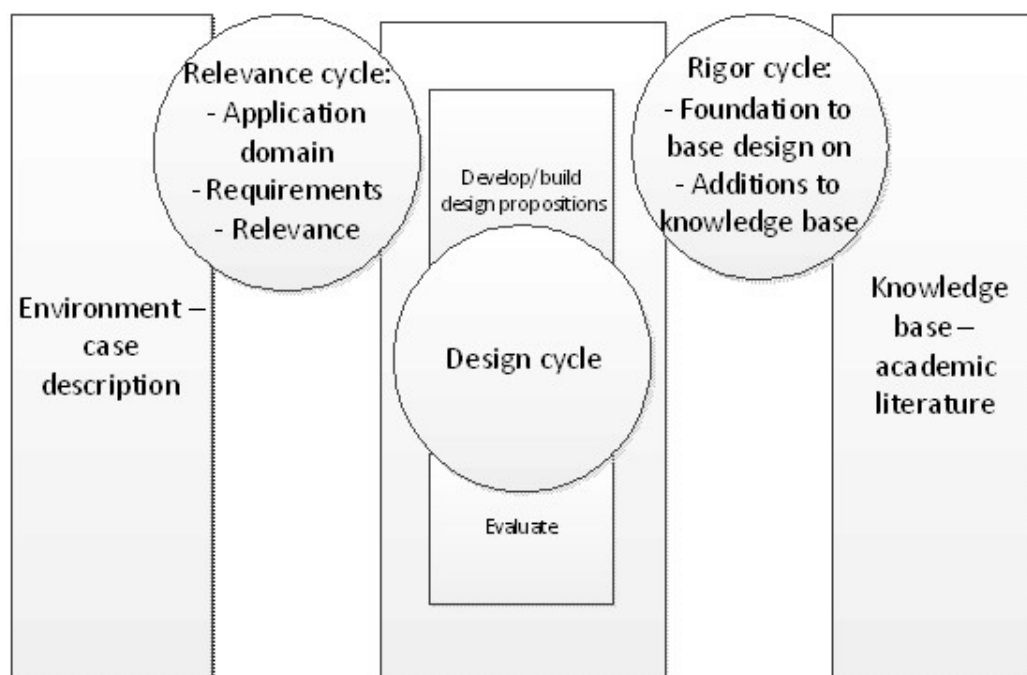 Relevance cycle:
- Application
domain
- Requirements
- Relevance
Rigor cycle:
- Foundation to
base design on
- Additions to
knowledge base
Develop/build
design propositions
Environment –
case
description
Design cycle
Knowledge
base –
academic
literature
Evaluate